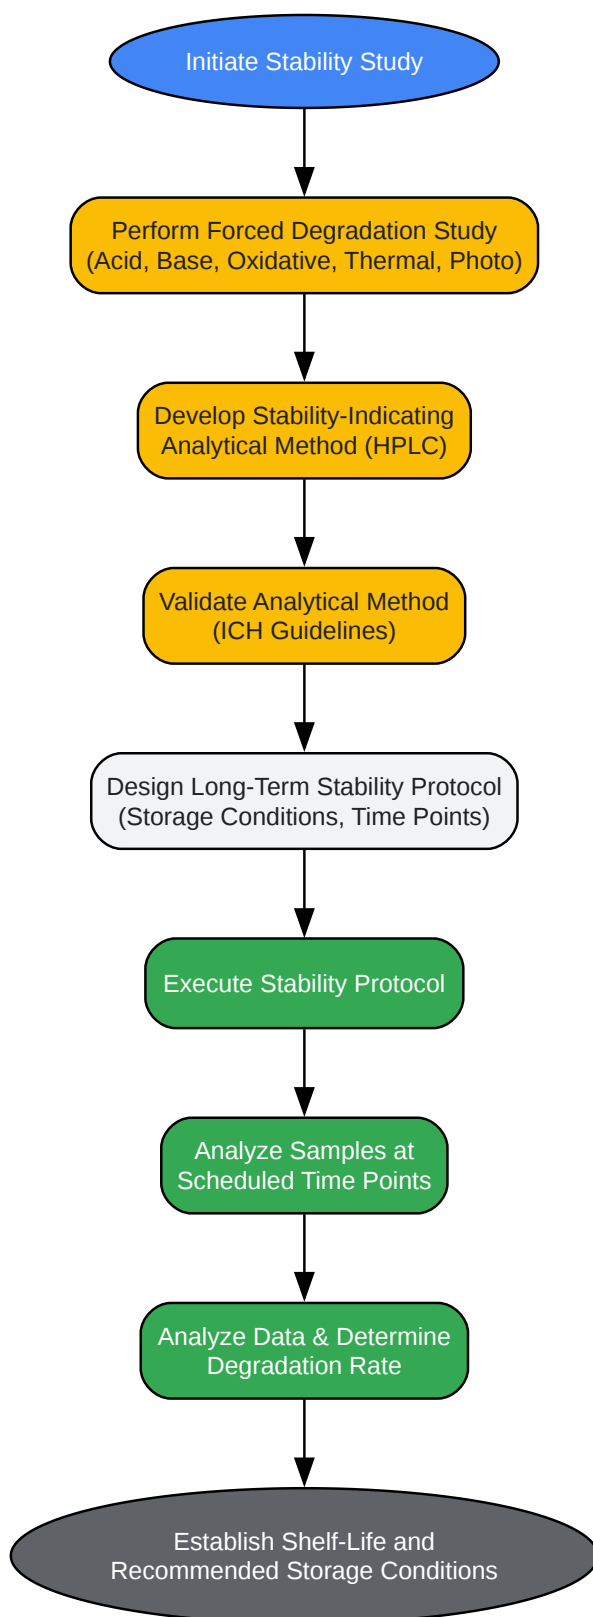 Initiate Stability Study
Perform Forced Degradation Study
(Acid, Base, Oxidative, Thermal, Photo)
Develop Stability-Indicating
Analytical Method (HPLC)
Validate Analytical Method
(ICH Guidelines)
Design Long-Term Stability Protocol
(Storage Conditions, Time Points)
Execute Stability Protocol
Analyze Samples at
Scheduled Time Points
Analyze Data & Determine
Degradation Rate
Establish Shelf-Life and
Recommended Storage Conditions